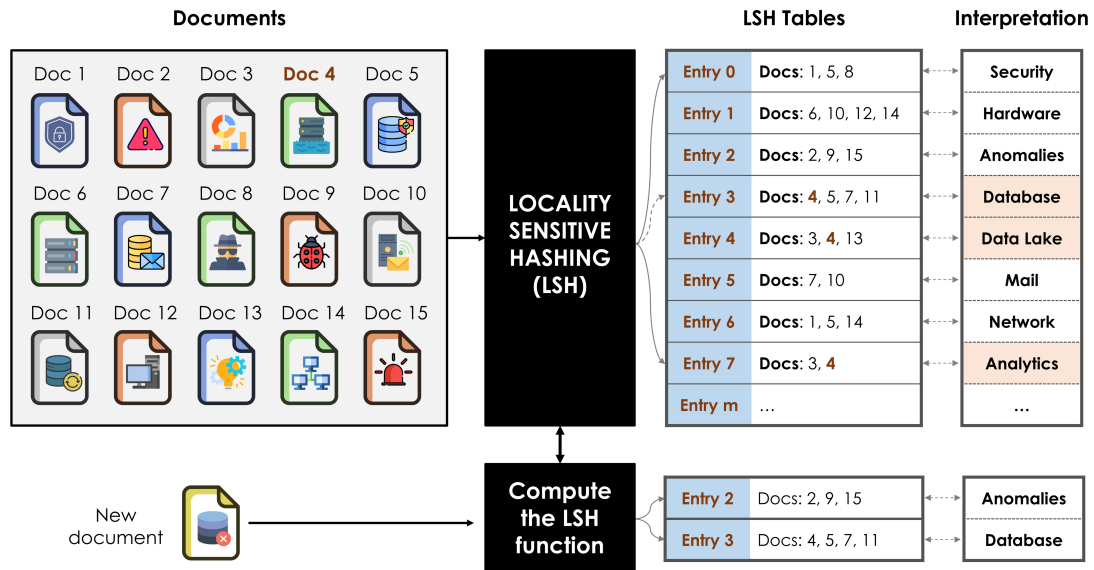 Documents
LSH Tables
Interpretation
Doc 1
Doc 2
Doc 3
Doc 4
Doc 5
Doc 6
Doc 7
Doc 8
Doc 9
Doc 10
Doc 11
Doc 12
Doc 13
Doc 14
Doc 15
LOCALITY
SENSITIVE
HASHING
(LSH)
Entry 0 Docs: 1, 5, 8 Security
Entry 1 Docs: 6, 10, 12, 14 Hardware
Entry 2 Docs: 2, 9, 15 Anomalies
Entry 3 Docs: 4, 5, 7, 11 Database
Entry 4 Docs: 3, 4, 13 Data Lake
Entry 5 Docs: 7, 10 Mail
Entry 6 Docs: 1, 5, 14 Network
Entry 7 Docs: 3, 4 Analytics
Entry m ... ...
New
document
Compute
the LSH
function
Entry 2 Docs: 2, 9, 15 Anomalies
Entry 3 Docs: 4, 5, 7, 11 Database